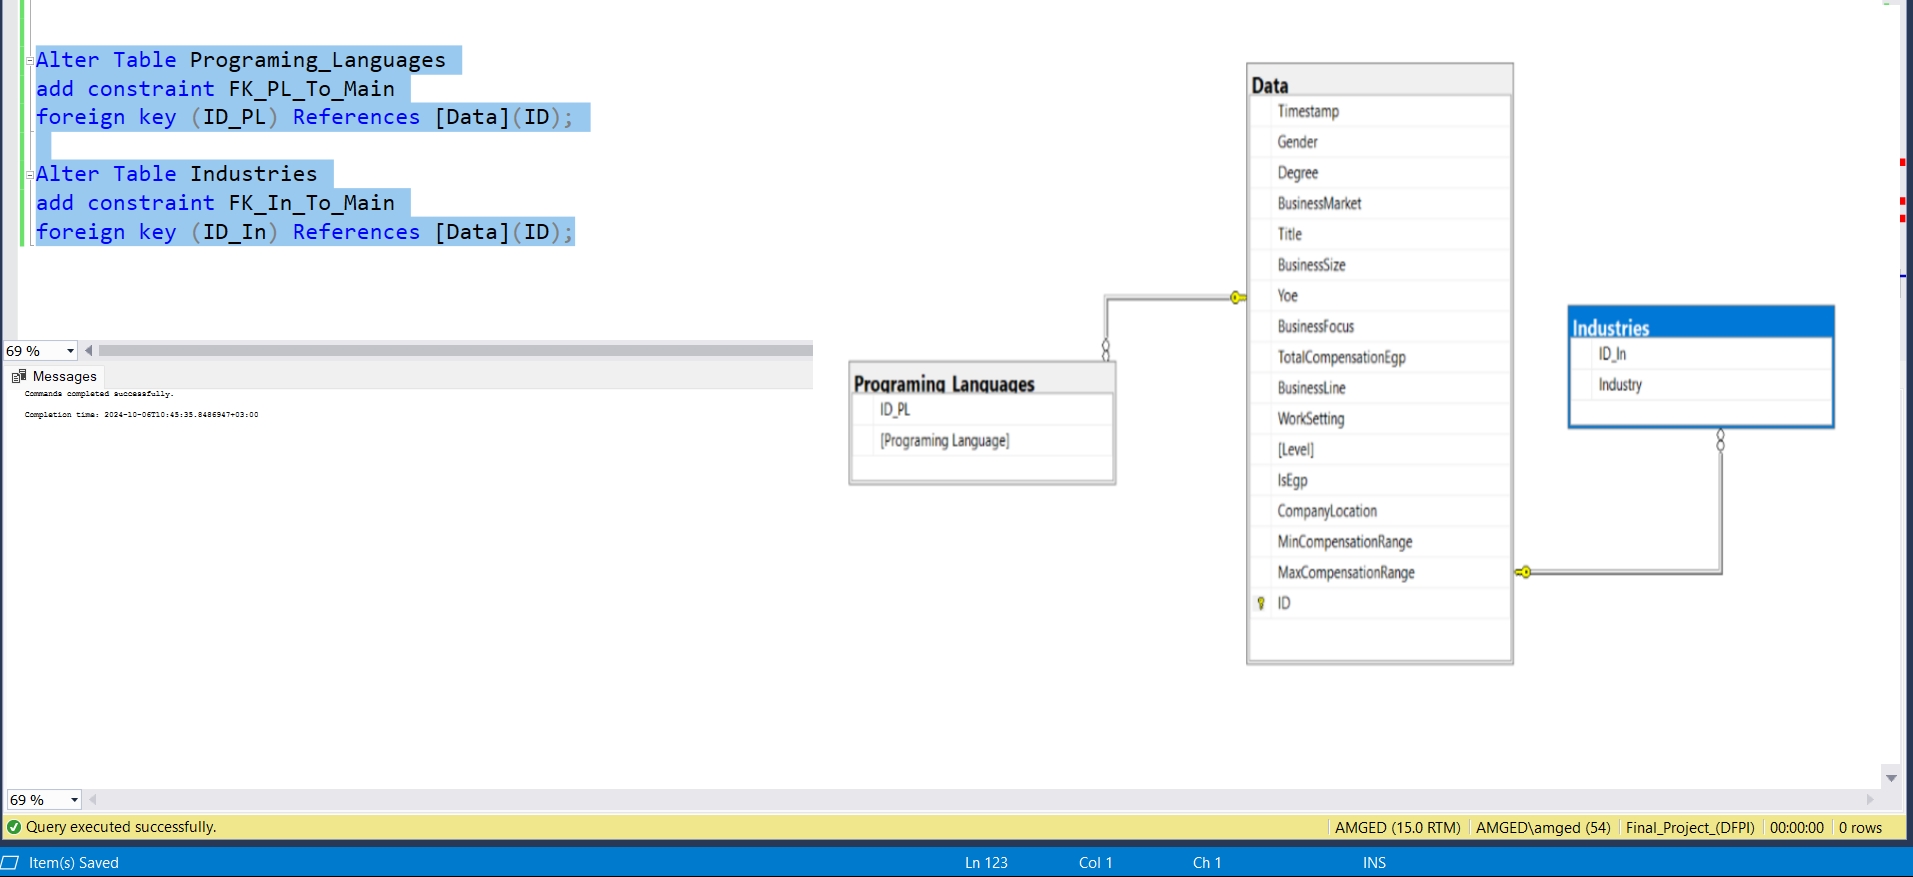 Alter Table Programing_Languages
add constraint FK_PL_To_Main
foreign key (ID_PL) References [Data](ID);
Alter Table Industries
add constraint FK_In_To_Main
foreign key (ID_In) References [Data](ID);
69 %
Messages
Commands completed successfully.
Completion time: 2024-10-06T10:45:35.8486947+03:00
Programing_Languages
ID_PL
[Programing Language]
Data
Timestamp
Gender
Degree
BusinessMarket
Title
BusinessSize
Yoe
BusinessFocus
TotalCompensationEgp
BusinessLine
WorkSetting
[Level]
IsEgp
CompanyLocation
MinCompensationRange
MaxCompensationRange
ID
Industries
ID_In
Industry
69 %
Query executed successfully.
AMGED (15.0 RTM)
AMGED\amged (54)
Final_Project_(DFPI)
00:00:00
0 rows
Item(s) Saved
Ln 123
Col 1
Ch 1
INS